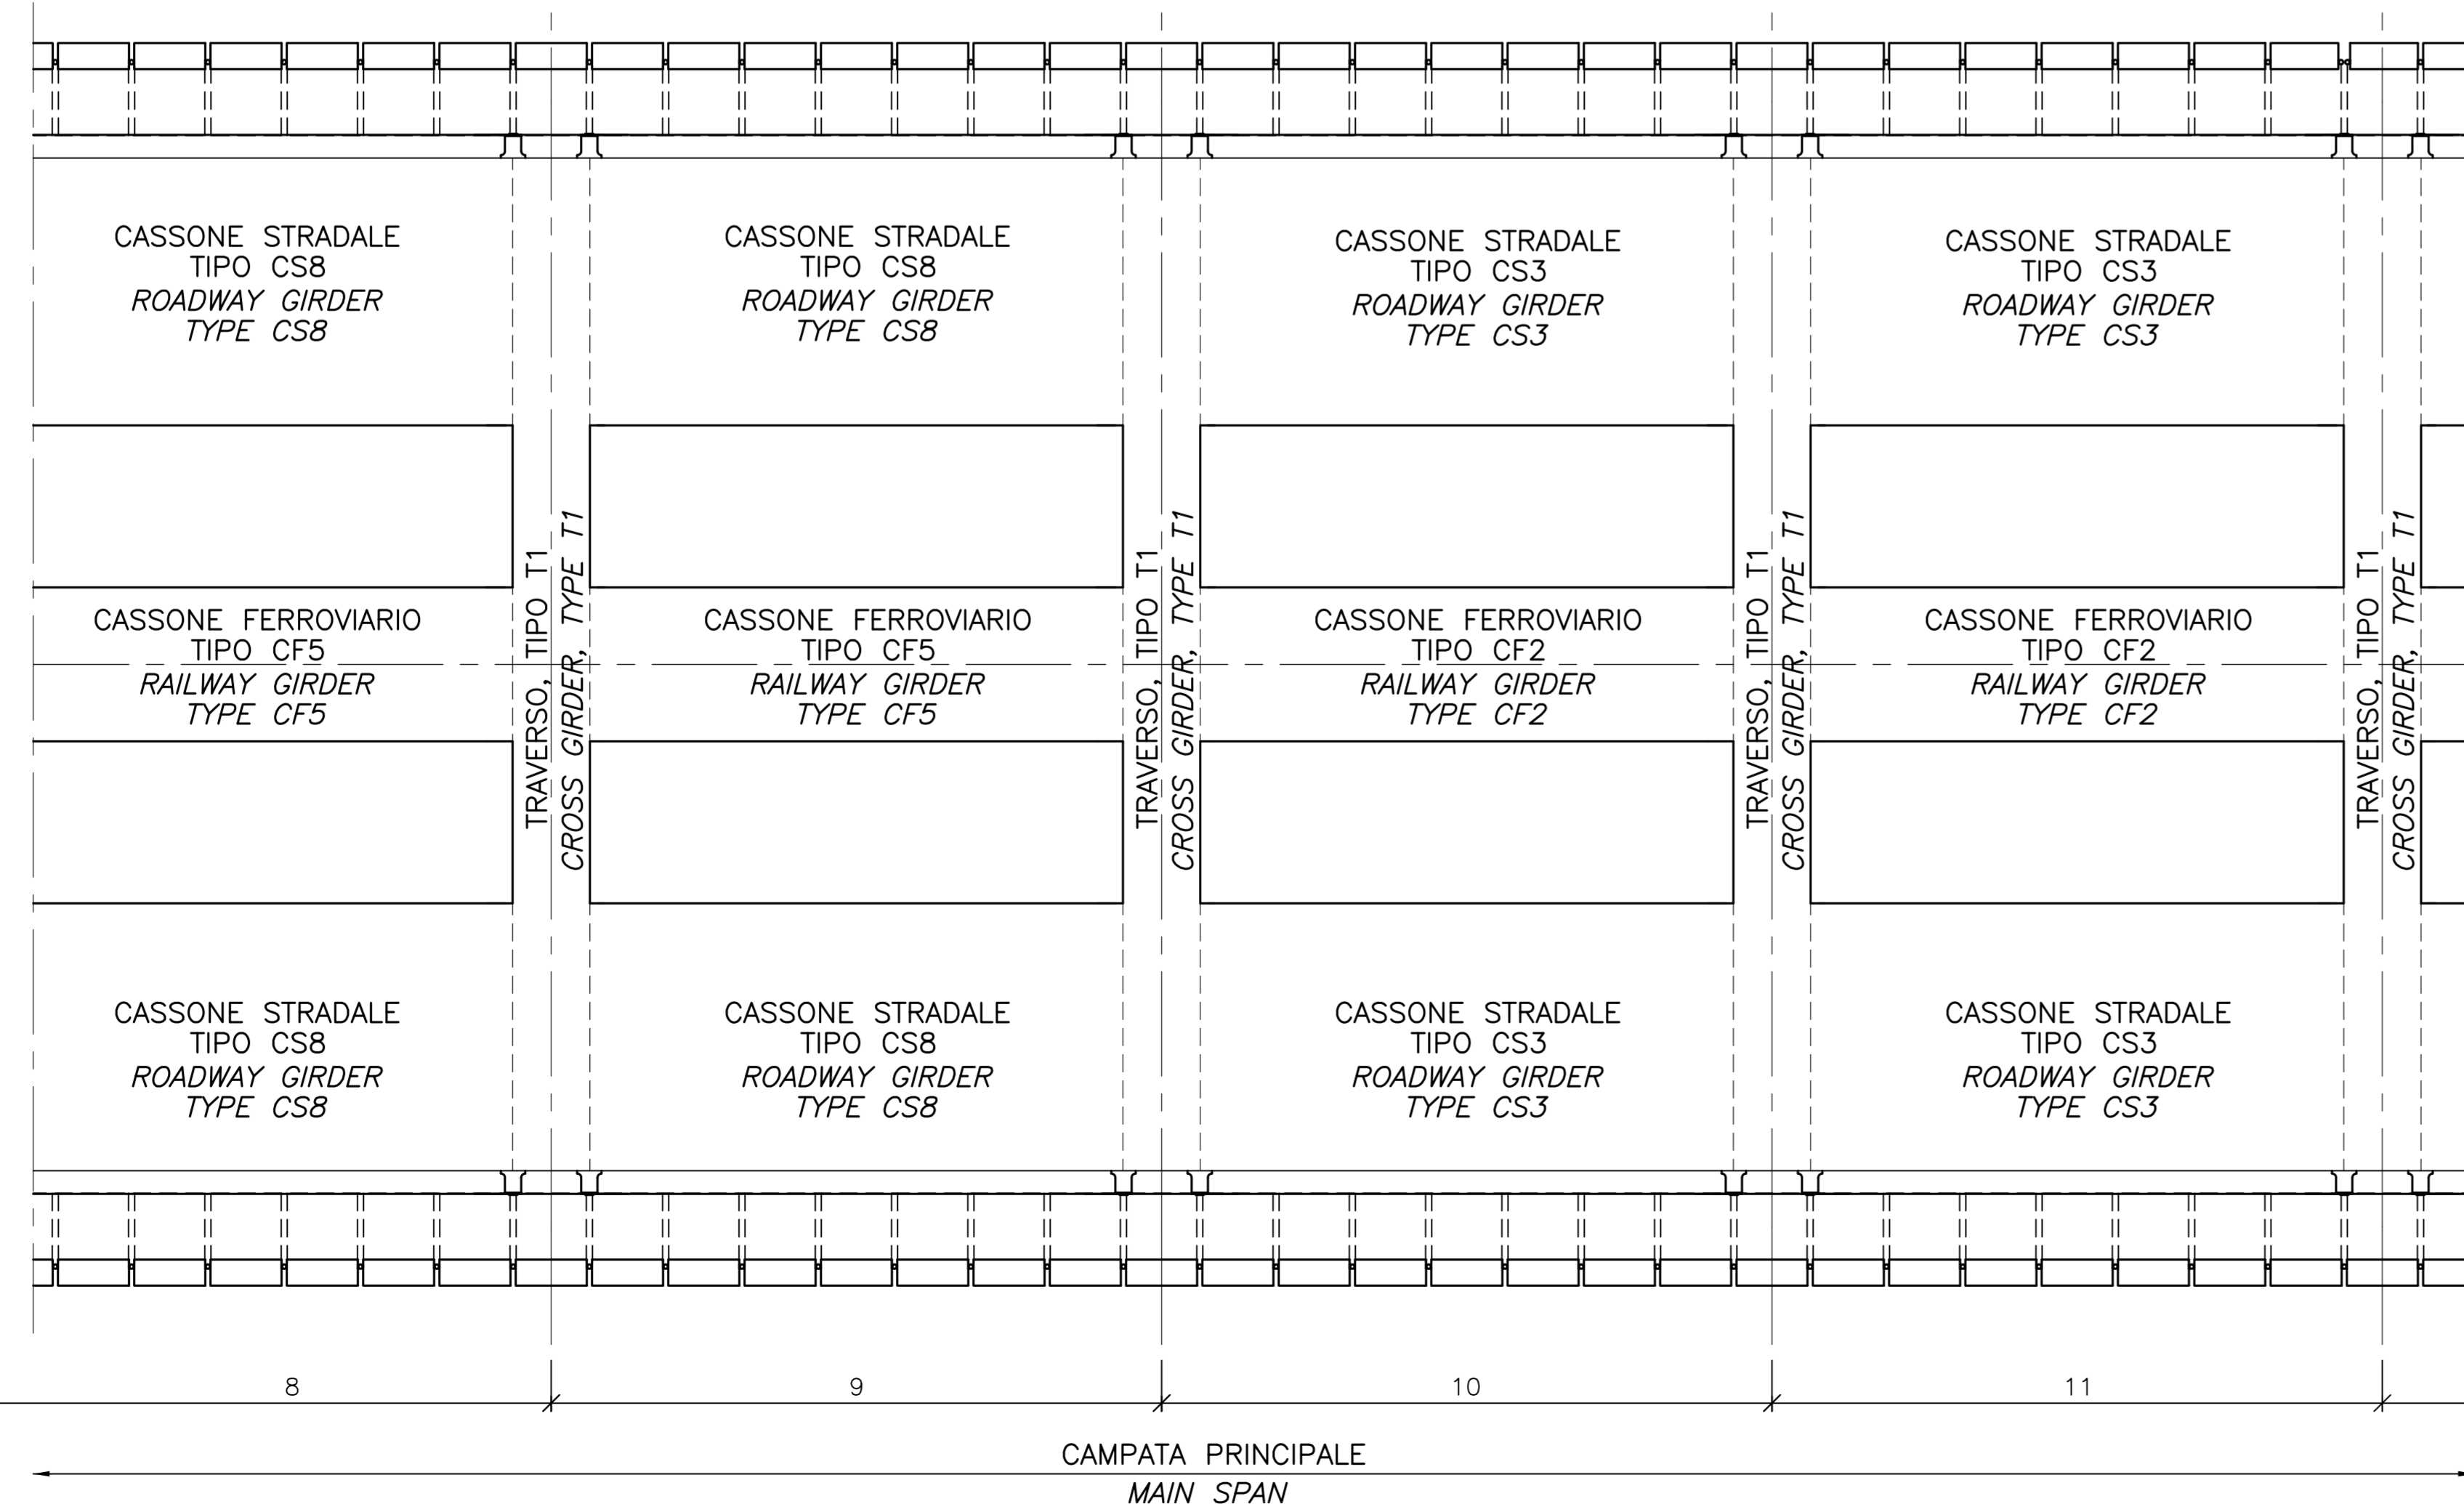 CASSONE STRADALE
TIPO CS8
ROADWAY GIRDER
TYPE CS8
CASSONE STRADALE
TIPO CS8
ROADWAY GIRDER
TYPE CS8
CASSONE STRADALE
TIPO CS3
ROADWAY GIRDER
TYPE CS3
CASSONE STRADALE
TIPO CS3
ROADWAY GIRDER
TYPE CS3
CASSONE FERROVIARIO
TIPO CF5
RAILWAY GIRDER
TYPE CF5
TRAVERSO, TIPO T1
CROSS GIRDER, TYPE T1
CASSONE FERROVIARIO
TIPO CF5
RAILWAY GIRDER
TYPE CF5
TRAVERSO, TIPO T1
CROSS GIRDER, TYPE T1
CASSONE FERROVIARIO
TIPO CF2
RAILWAY GIRDER
TYPE CF2
TRAVERSO, TIPO T1
CROSS GIRDER, TYPE T1
CASSONE FERROVIARIO
TIPO CF2
RAILWAY GIRDER
TYPE CF2
TRAVERSO, TIPO T1
CROSS GIRDER, TYPE T1
CASSONE STRADALE
TIPO CS8
ROADWAY GIRDER
TYPE CS8
CASSONE STRADALE
TIPO CS8
ROADWAY GIRDER
TYPE CS8
CASSONE STRADALE
TIPO CS3
ROADWAY GIRDER
TYPE CS3
CASSONE STRADALE
TIPO CS3
ROADWAY GIRDER
TYPE CS3
8
9
10
11
CAMPATA PRINCIPALE
MAIN SPAN